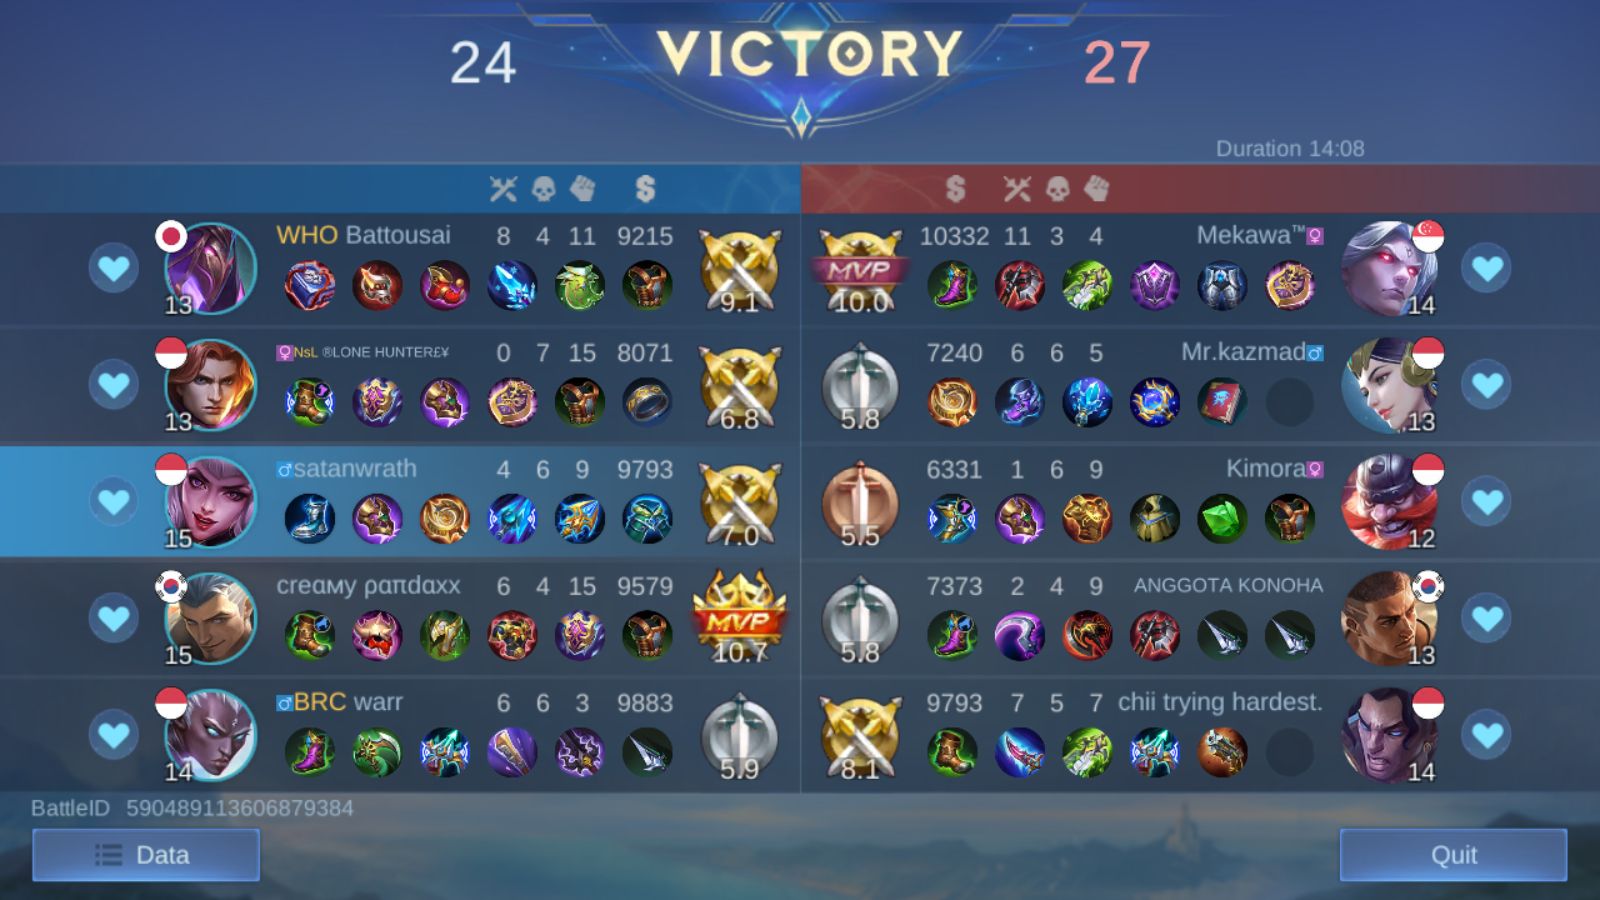 24 VICTORY 27
Duration 14:08
WHO Battousai 8 4 11 9215
13
9.1
MVP
10.0
10332 11 3 4 Mekawa™
14
NsL ®LONE HUNTER£¥ 0 7 15 8071
13
6.8
5.8
7240 6 6 5 Mr.kazmad
13
satanwrath 4 6 9 9793
15
7.0
5.5
6331 1 6 9 Kimora
12
creaмy ραπdαxx 6 4 15 9579
15
MVP
10.7
5.8
7373 2 4 9 ANGGOTA KONOHA
13
BRC warr 6 6 3 9883
14
5.9
8.1
9793 7 5 7 chii trying hardest.
14
BattleID 590489113606879384
Data
Quit